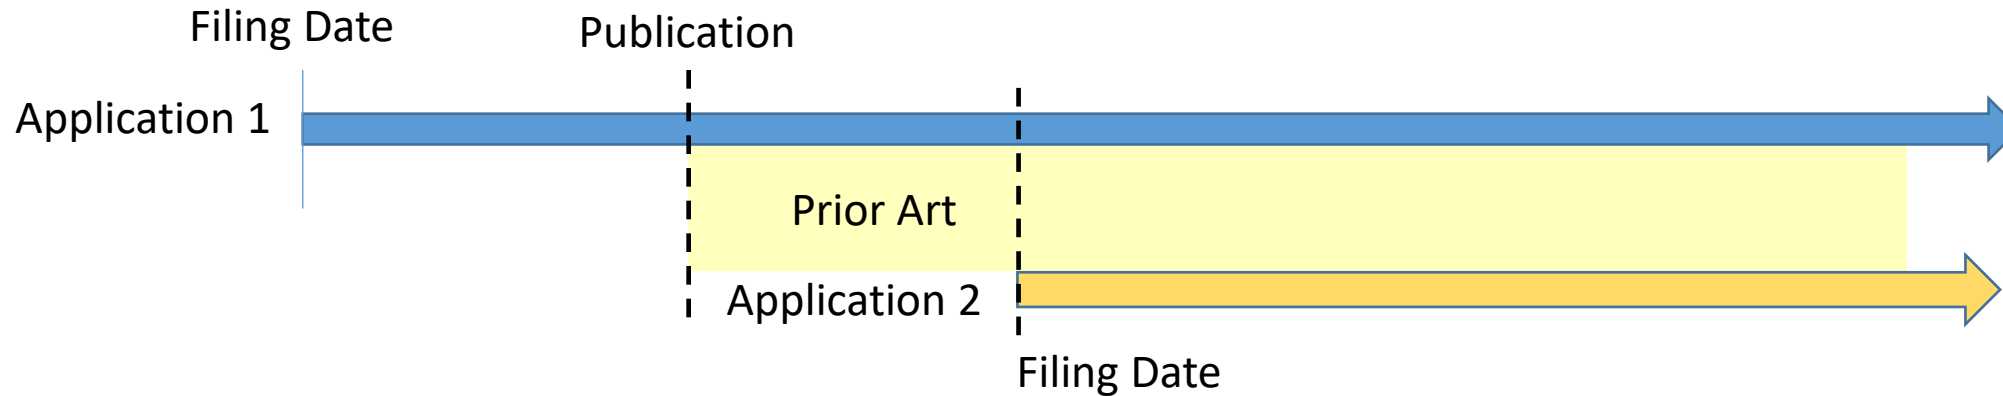 Filing Date
Publication
Application 1
Prior Art
Application 2
Filing Date